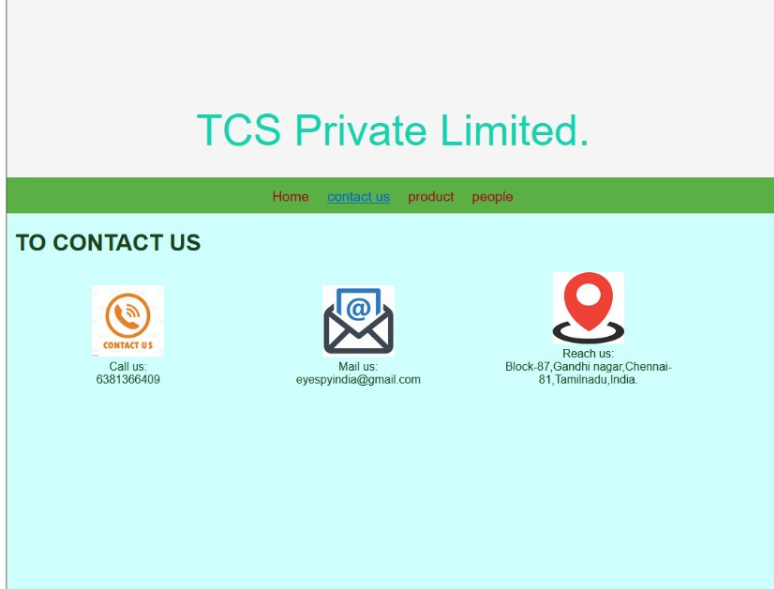 TCS Private Limited.
Home contact us product people
TO CONTACT US
CONTACT US
Call us:
6381366409
@
Mail us:
eyespyindia@gmail.com
Reach us:
Block-87,Gandhi nagar,Chennai-
81,Tamilnadu,India.